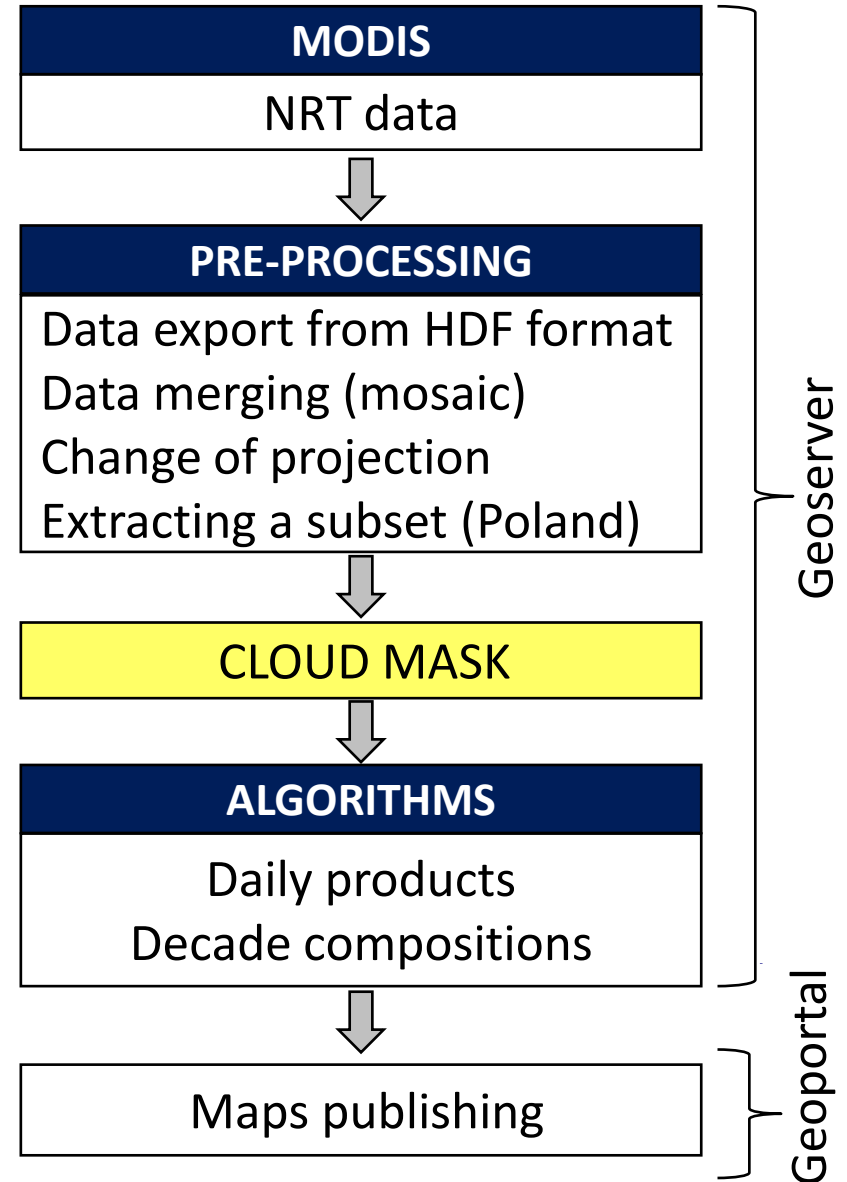 MODIS
NRT data
PRE-PROCESSING
Data export from HDF format
Data merging (mosaic)
Change of projection
Extracting a subset (Poland)
CLOUD MASK
ALGORITHMS
Daily products
Decade compositions
Geoserver
Maps publishing
Geoportal